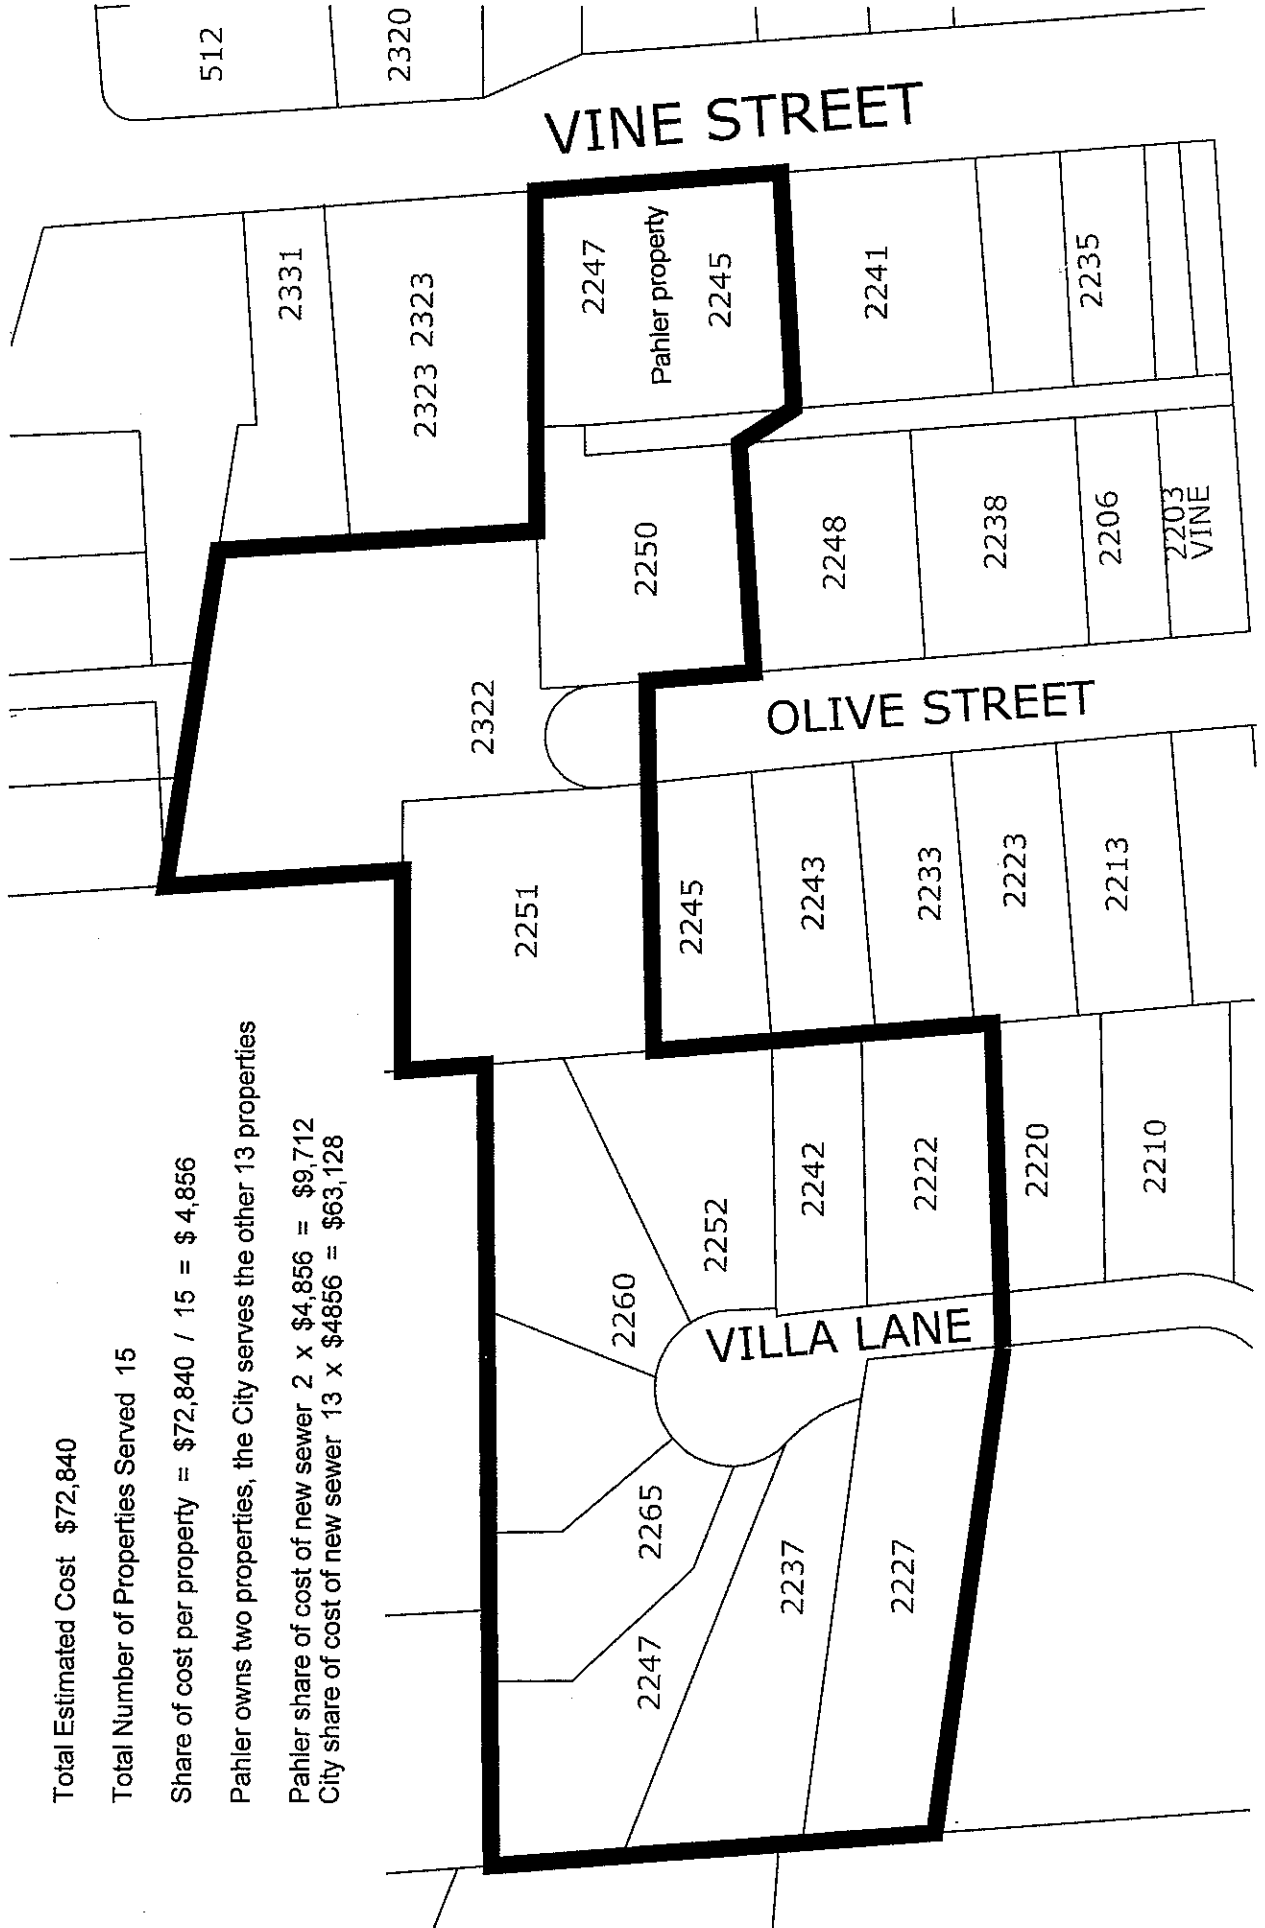 Total Estimated Cost $72,840
Total Number of Properties Served 15
Share of cost per property = $72,840 / 15 = $ 4,856
Pahler owns two properties, the City serves the other 13 properties
Pahler share of cost of new sewer 2 x $4,856 = $9,712
City share of cost of new sewer 13 x $4856 = $63,128
512
2320
VINE STREET
2331
2323 2323
2247
Pahler property
2245
2241
2235
2250
2248
2238
2206
2203
VINE
2322
OLIVE STREET
2251
2245
2243
2233
2223
2213
2260
2252
2242
2222
2220
2210
VILLA LANE
2265
2247
2237
2227